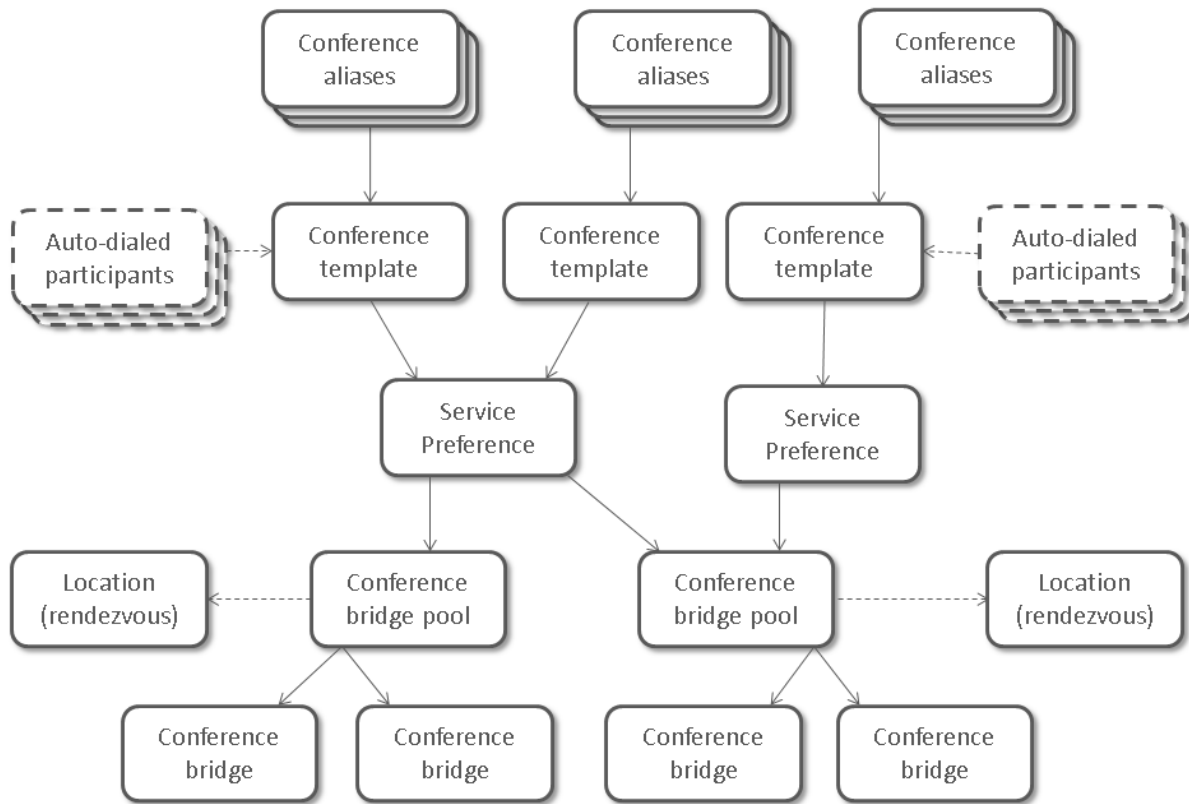 Conference
aliases
Conference
aliases
Conference
aliases
Auto-dialed
participants
Conference
template
Conference
template
Conference
template
Auto-dialed
participants
Service
Preference
Service
Preference
Location
(rendezvous)
Conference
bridge pool
Conference
bridge pool
Location
(rendezvous)
Conference
bridge
Conference
bridge
Conference
bridge
Conference
bridge